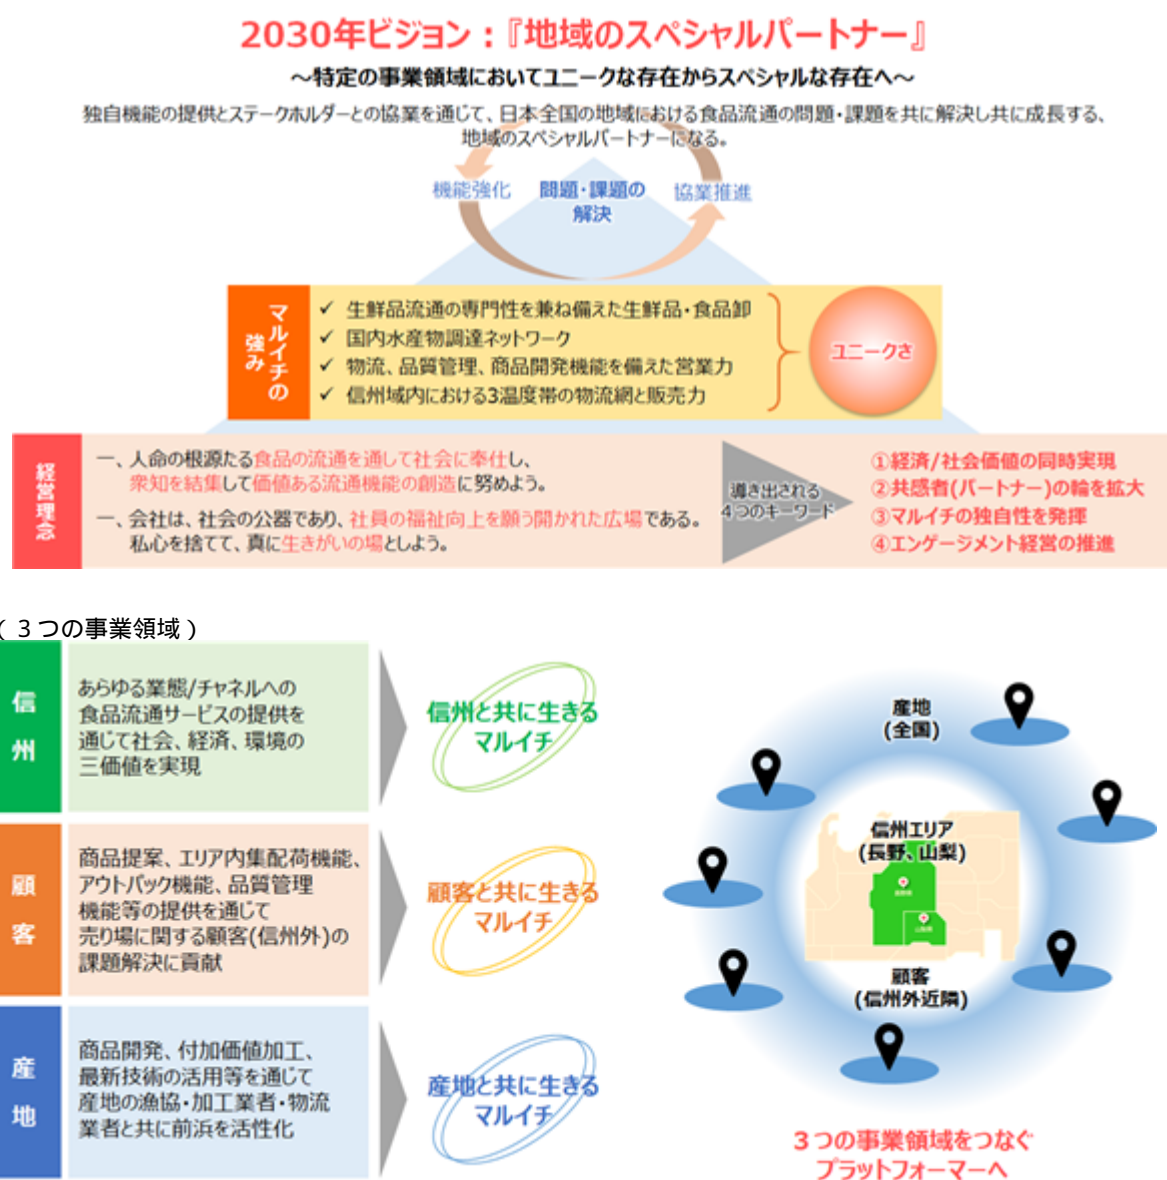 2030年ビジョン：『地域のスペシャルパートナー』
～特定の事業領域においてユニークな存在からスペシャルな存在へ～
独自機能の提供とステークホルダーとの協業を通じて、日本全国の地域における食品流通の問題・課題を共に解決し共に成長する、
地域のスペシャルパートナーになる。
機能強化
問題・課題の
解決
協業推進
マルイチの
強み
✓ 生鮮品流通の専門性を兼ね備えた生鮮品・食品卸
✓ 国内水産物調達ネットワーク
✓ 物流、品質管理、商品開発機能を備えた営業力
✓ 信州域内における3温度帯の物流網と販売力
ユニークさ
経営理念
一、人命の根源たる食品の流通を通して社会に奉仕し、
衆知を結集して価値ある流通機能の創造に努めよう。
一、会社は、社会の公器であり、社員の福祉向上を願う開かれた広場である。
私心を捨てて、真に生きがいの場としよう。
導き出される
4つのキーワード
①経済/社会価値の同時実現
②共感者(パートナー)の輪を拡大
③マルイチの独自性を発揮
④エンゲージメント経営の推進
（３つの事業領域）
信州
あらゆる業態/チャネルへの
食品流通サービスの提供を
通じて社会、経済、環境の
三価値を実現
信州と共に生きる
マルイチ
顧客
商品提案、エリア内集配荷機能、
アウトパック機能、品質管理
機能等の提供を通じて
売り場に関する顧客(信州外)の
課題解決に貢献
顧客と共に生きる
マルイチ
産地
商品開発、付加価値加工、
最新技術の活用等を通じて
産地の漁協・加工業者・物流
業者と共に前浜を活性化
産地と共に生きる
マルイチ
産地
(全国)
信州エリア
(長野、山梨)
長野県
山梨県
顧客
(信州外近隣)
３つの事業領域をつなぐ
プラットフォーマーへ